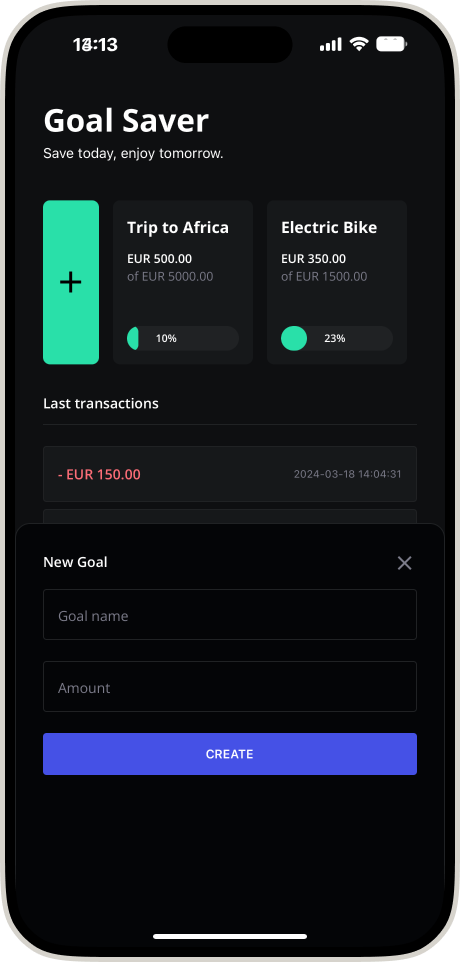 Goal Saver
Save today, enjoy tomorrow.
+
Trip to Africa
EUR 500.00
of EUR 5000.00
10%
Electric Bike
EUR 350.00
of EUR 1500.00
23%
Last transactions
- EUR 150.00
2024-03-18 14:04:31
New Goal
Goal name
Amount
CREATE